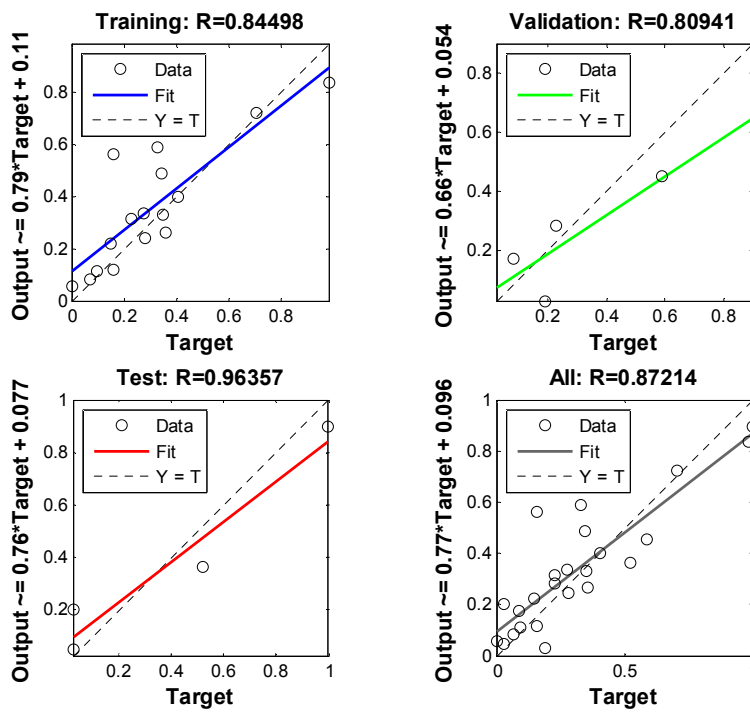 Training: R=0.84498
Output ~= 0.79*Target + 0.11
Data
Fit
Y = T
0
0.2
0.4
0.6
0.8
0
0.2
0.4
0.6
0.8
Target
Validation: R=0.80941
Output ~= 0.66*Target + 0.054
Data
Fit
Y = T
0.8
0.6
0.4
0.2
0.2
0.4
0.6
0.8
Target
Test: R=0.96357
Output ~= 0.76*Target + 0.077
Data
Fit
Y = T
1
0.8
0.6
0.4
0.2
0.2
0.4
0.6
0.8
1
Target
All: R=0.87214
Output ~= 0.77*Target + 0.096
Data
Fit
Y = T
1
0.8
0.6
0.4
0.2
0
0
0.5
Target